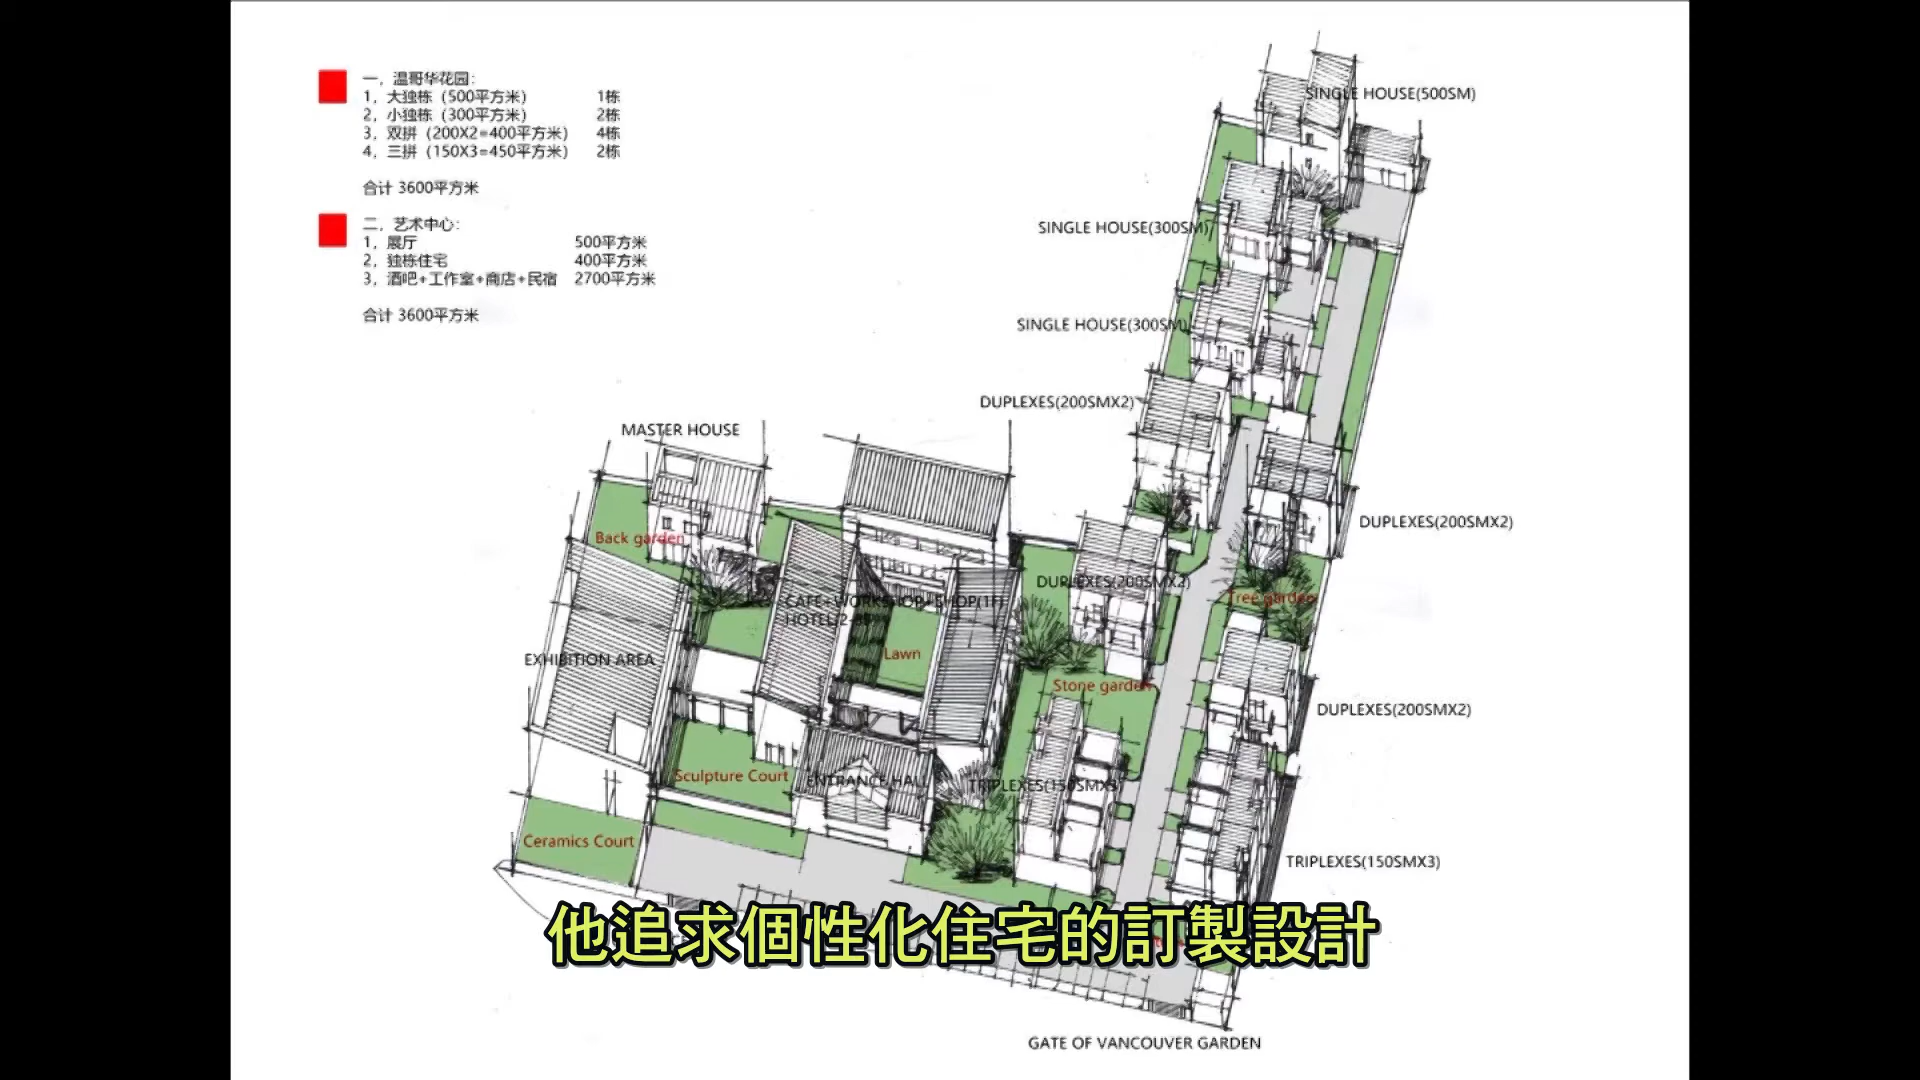 一，温哥华花园：
1，大独栋（500平方米） 1栋
2，小独栋（300平方米） 2栋
3，双拼（200X2=400平方米） 4栋
4，三拼（150X3=450平方米） 2栋
合计 3600平方米
二，艺术中心：
1，展厅 500平方米
2，独栋住宅 400平方米
3，酒吧+工作室+商店+民宿 2700平方米
合计 3600平方米
SINGLE HOUSE(500SM)
SINGLE HOUSE(300SM)
SINGLE HOUSE(300SM)
DUPLEXES(200SMX2)
MASTER HOUSE
DUPLEXES(200SMX2)
Back garden
DUPLEXES(200SMX2)
Tree garden
CAFE+WORKSHOP+SHOP(1F)
Lawn
EXHIBITION AREA
Stone garden
DUPLEXES(200SMX2)
Sculpture Court
ENTRANCE HALL
TRIPLEXES(150SMX3)
Ceramics Court
TRIPLEXES(150SMX3)
他追求個性化住宅的訂製設計
GATE OF VANCOUVER GARDEN